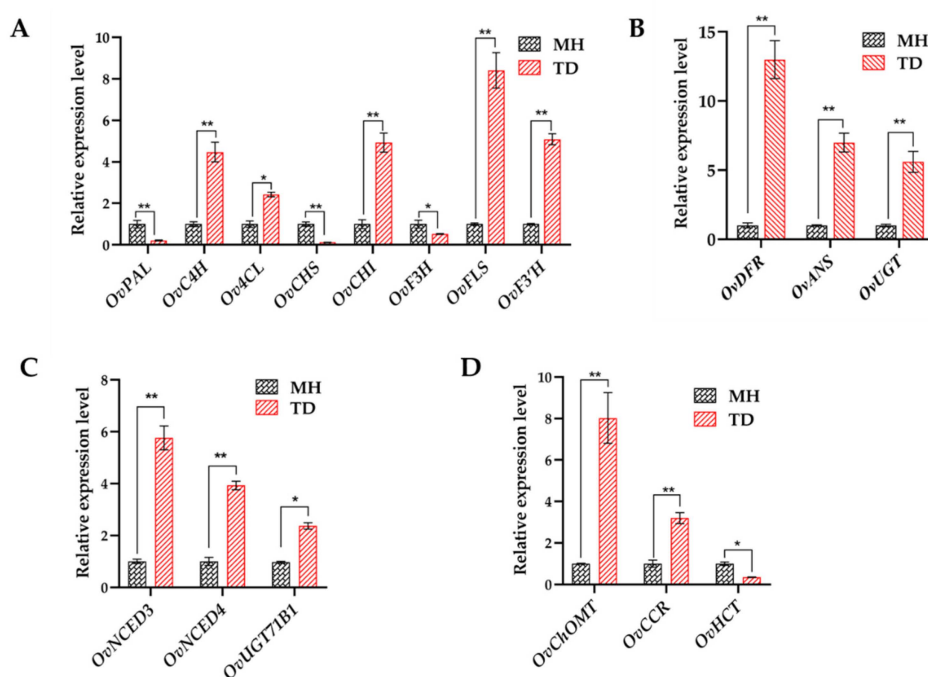 A
Relative expression level
10
8
6
4
2
0
MH
TD
**
**
*
**
**
*
**
**
OvPAL
OvC4H
Ov4CL
OvCHS
OvCHI
OvF3H
OvFLS
OvF3'H
B
Relative expression level
15
10
5
0
MH
TD
**
**
**
OvDFR
OvANS
OvUGT
C
Relative expression level
8
6
4
2
0
MH
TD
**
**
*
OvNCED3
OvNCED4
OvUGT71B1
D
Relative expression level
10
8
6
4
2
0
MH
TD
**
**
*
OvChOMT
OvCCR
OvHCT